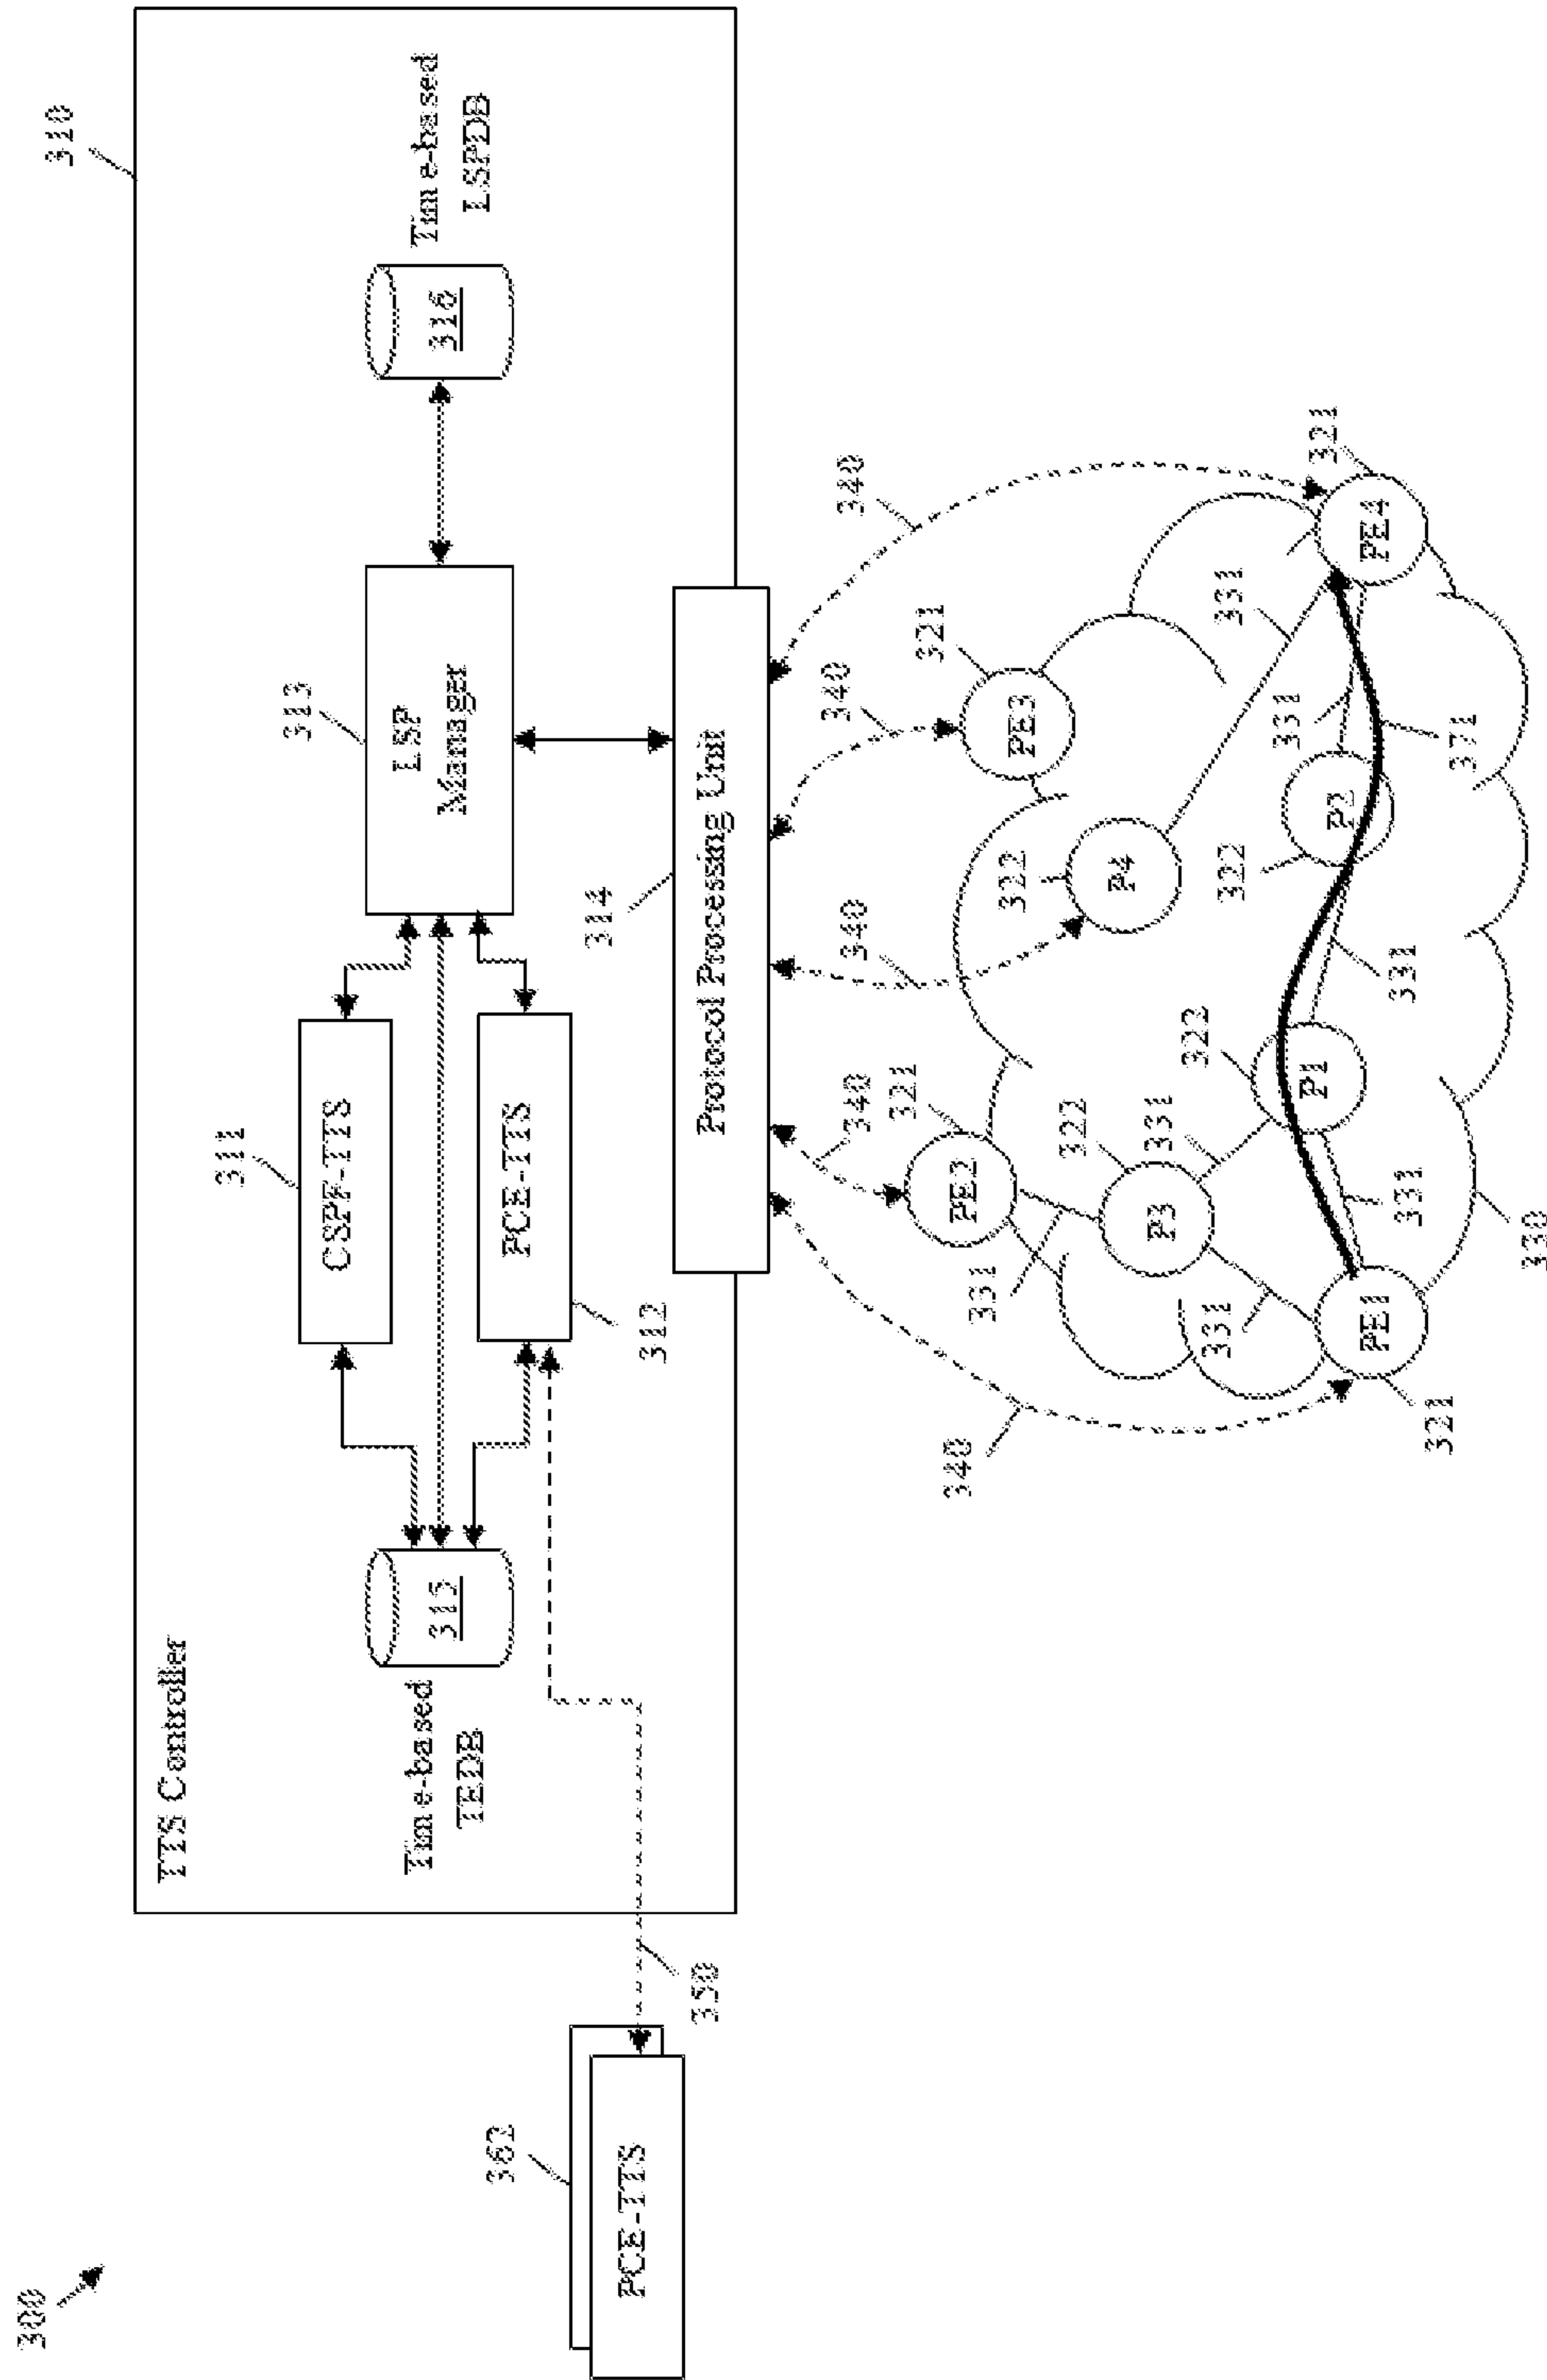 300
310
TTS Controller
311
313
CSPF-TTS
Time-based
TEDB
315
LSP
Manager
316
Time-based
LSPDB
362
PCE-TTS
312
314
PCE-TTS
350
Protocol Processing Unit
340
340
340
340
340
321
321
PE2
PE3
331
322
322
P3
P4
331
331
331
322
322
331
321
P1
P2
PE1
PE4
321
331
331
331
371
330